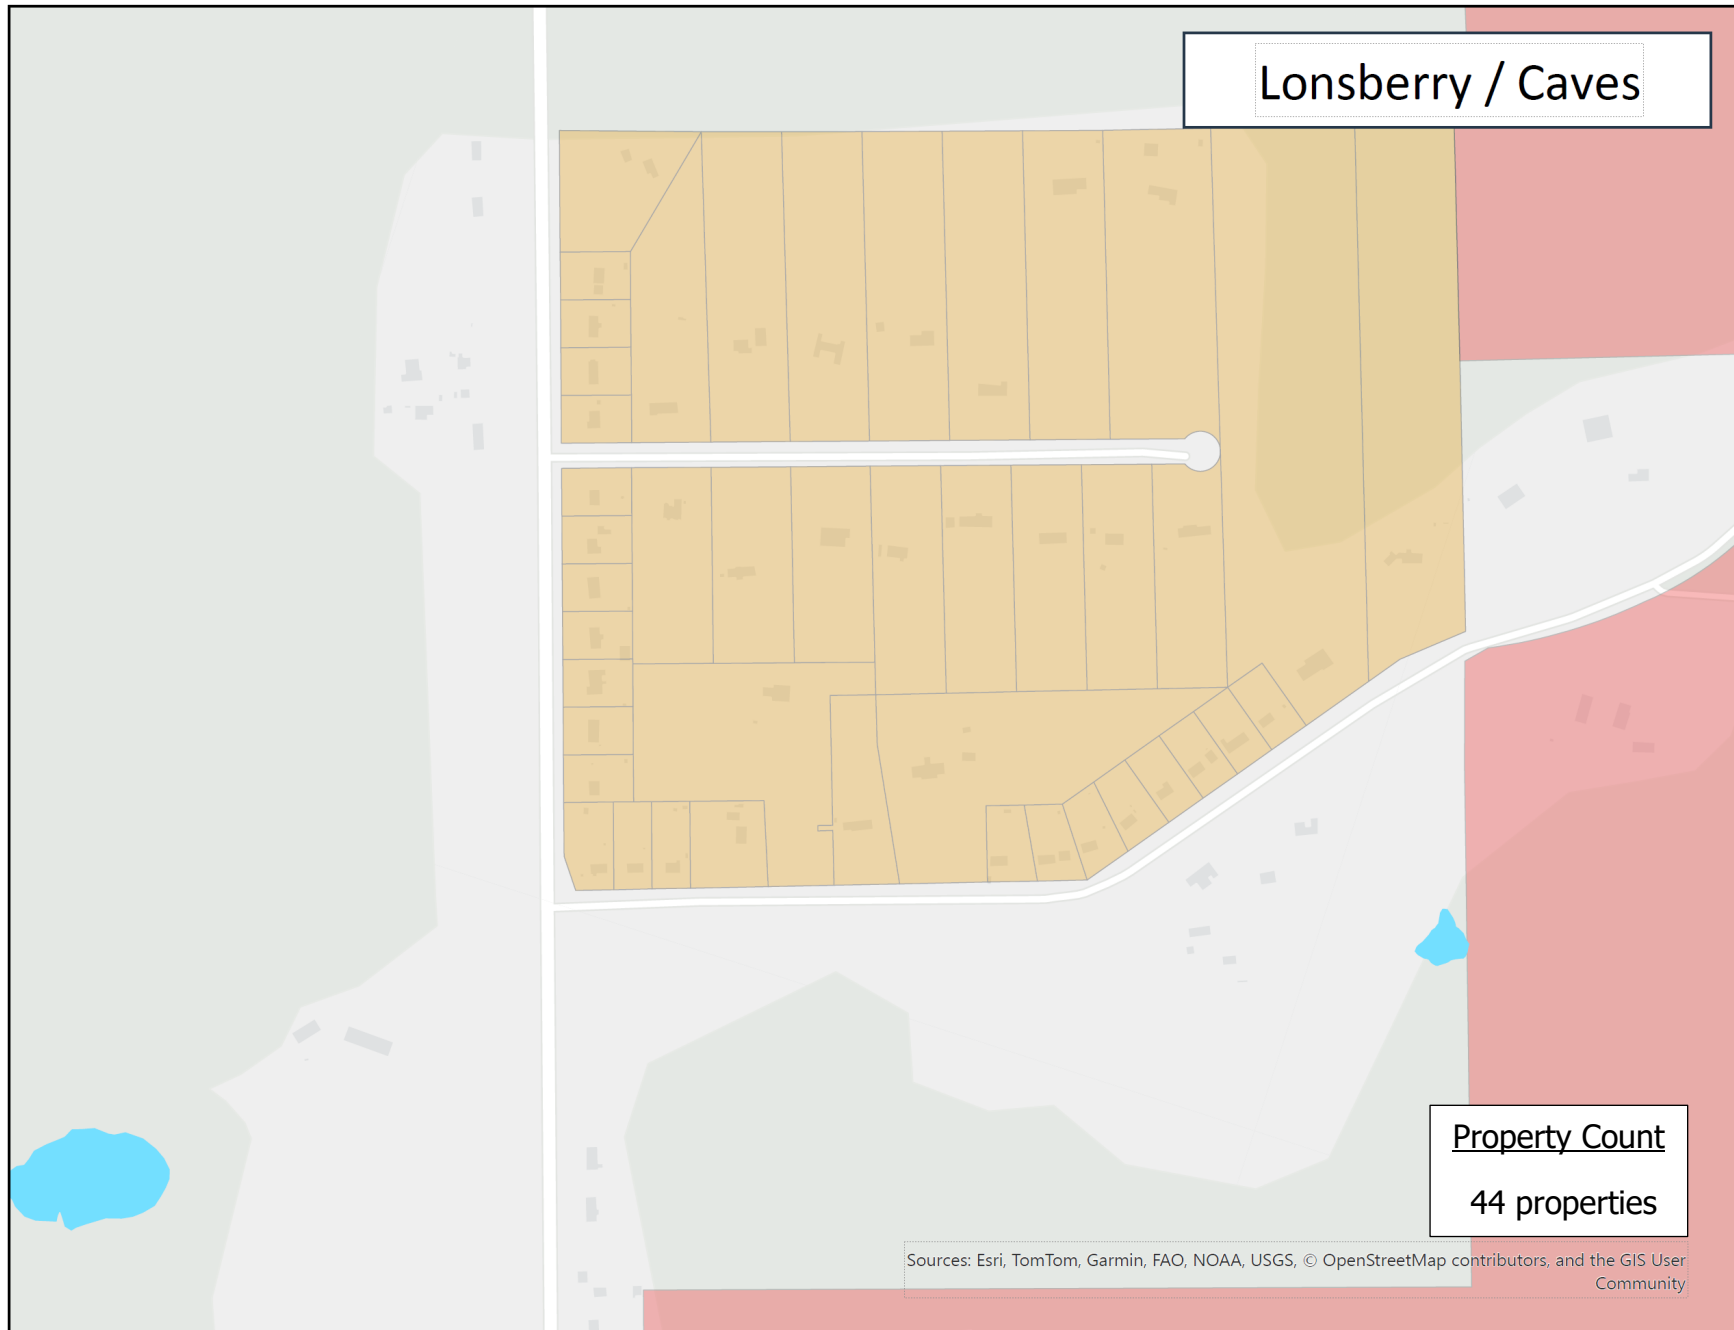 Lonsberry / Caves
Property Count
44 properties
Sources: Esri, TomTom, Garmin, FAO, NOAA, USGS, © OpenStreetMap contributors, and the GIS User
Community